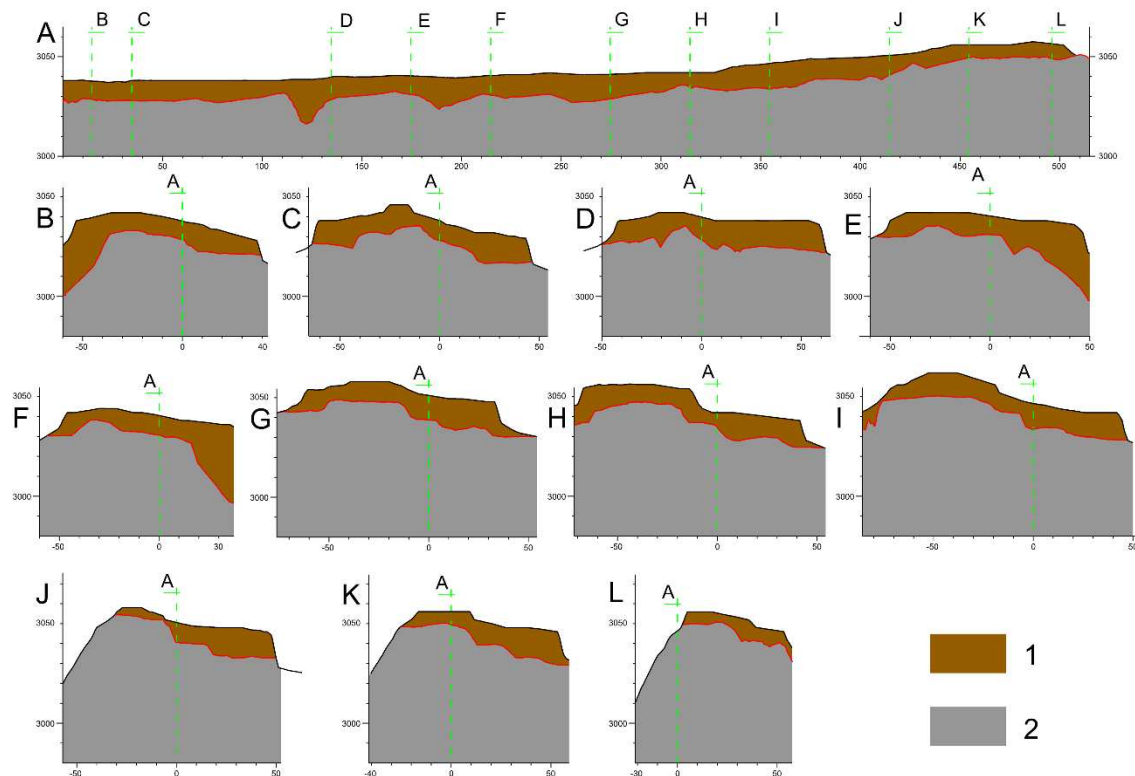 B C D E F G H I J K L
A
3050 3050
3000 3000
50 100 150 200 250 300 350 400 450 500
A A A A
B C D E
3050 3050 3050 3050
3000 3000 3000 3000
-50 0 40 -50 0 50 -50 0 50 -50 0 50
A A A A
F G H I
3050 3050 3050 3050
3000 3000 3000 3000
-50 0 30 -50 0 50 -50 0 50 -50 0 50
A A A
J K L
3050 3050 3050
3000 3000 3000
-50 0 50 -40 0 50 -30 0 50
1
2